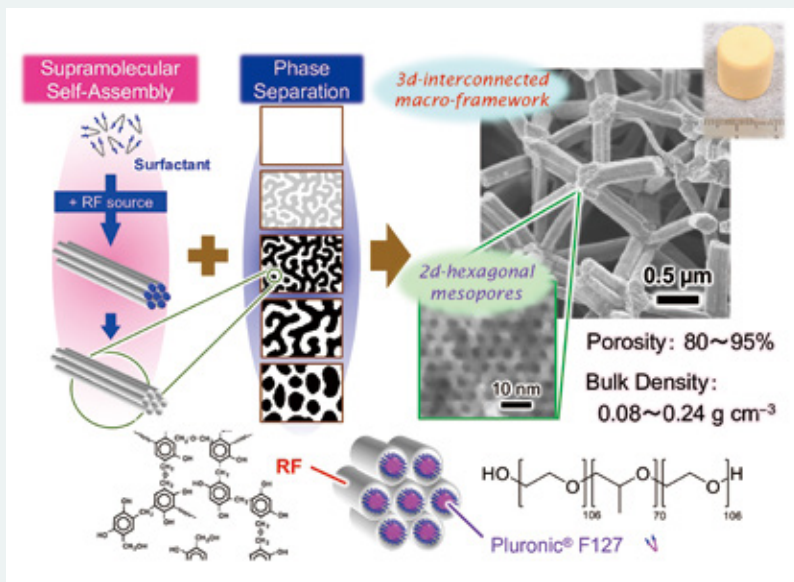 Supramolecular
Self-Assembly
Phase
Separation
3d-interconnected
macro-framework
Surfactant
+ RF source
2d-hexagonal
mesopores
0.5 μm
10 nm
Porosity: 80~95%
Bulk Density:
0.08~0.24 g cm⁻³
RF
Pluronic® F127
HO
O
106
O
70
O
H
106